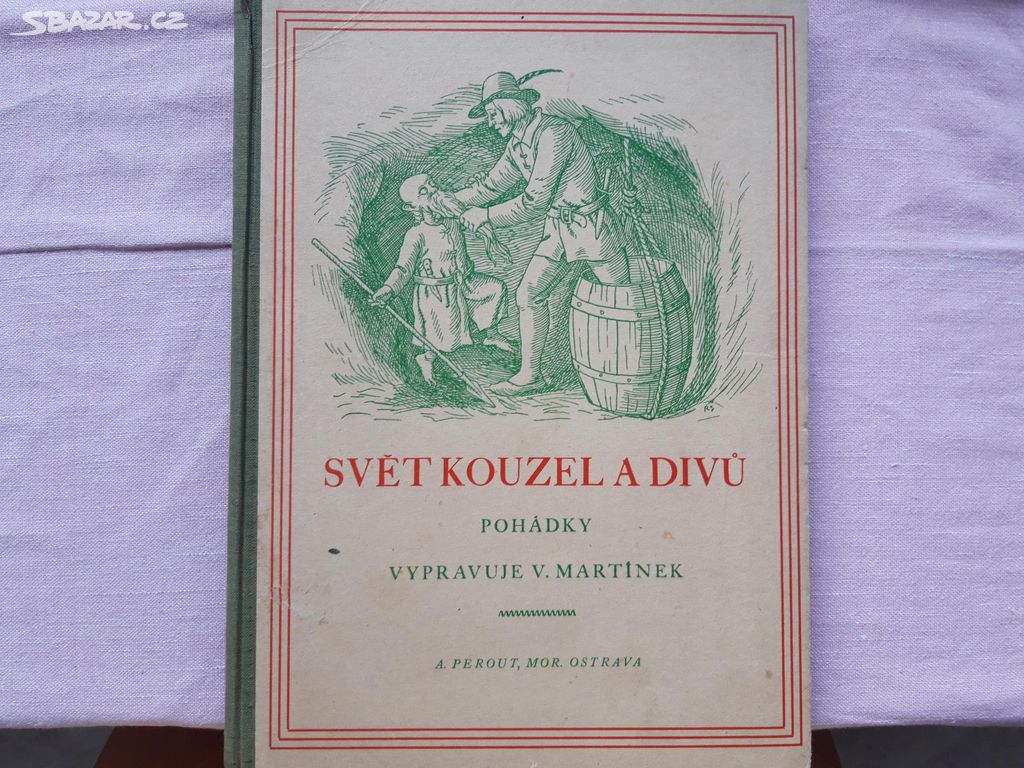 SBAZAR.CZ
SVĚT KOUZEL A DIVŮ
POHÁDKY
VYPRAVUJE V. MARTÍNEK
A. PEROUT, MOR. OSTRAVA